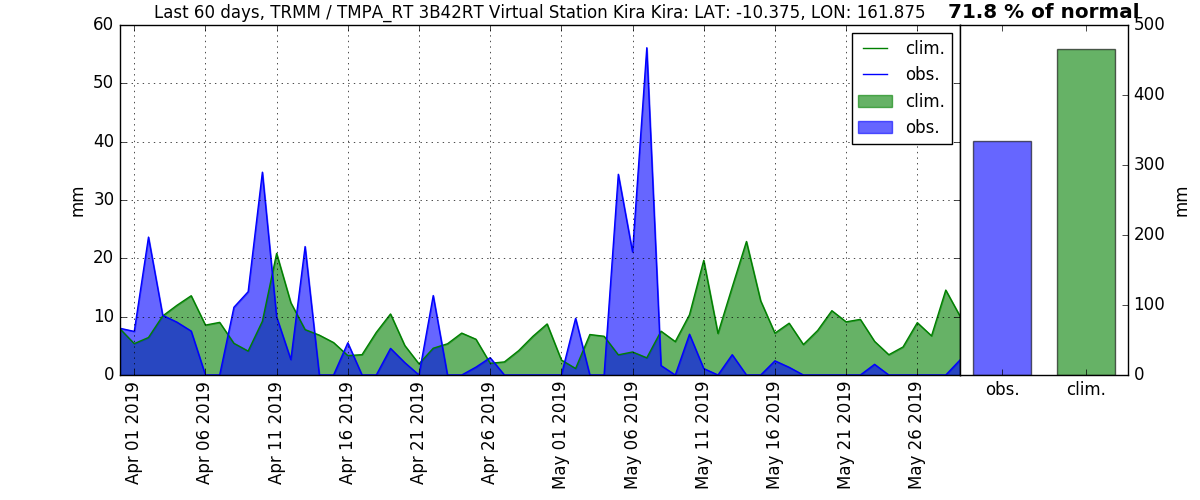 Last 60 days, TRMM / TMPA_RT 3B42RT Virtual Station Kira Kira: LAT: -10.375, LON: 161.875
71.8 % of normal
60
50
40
30
20
10
0
mm
clim.
obs.
clim.
obs.
500
400
300
200
100
0
mm
Apr 01 2019
Apr 06 2019
Apr 11 2019
Apr 16 2019
Apr 21 2019
Apr 26 2019
May 01 2019
May 06 2019
May 11 2019
May 16 2019
May 21 2019
May 26 2019
obs.
clim.